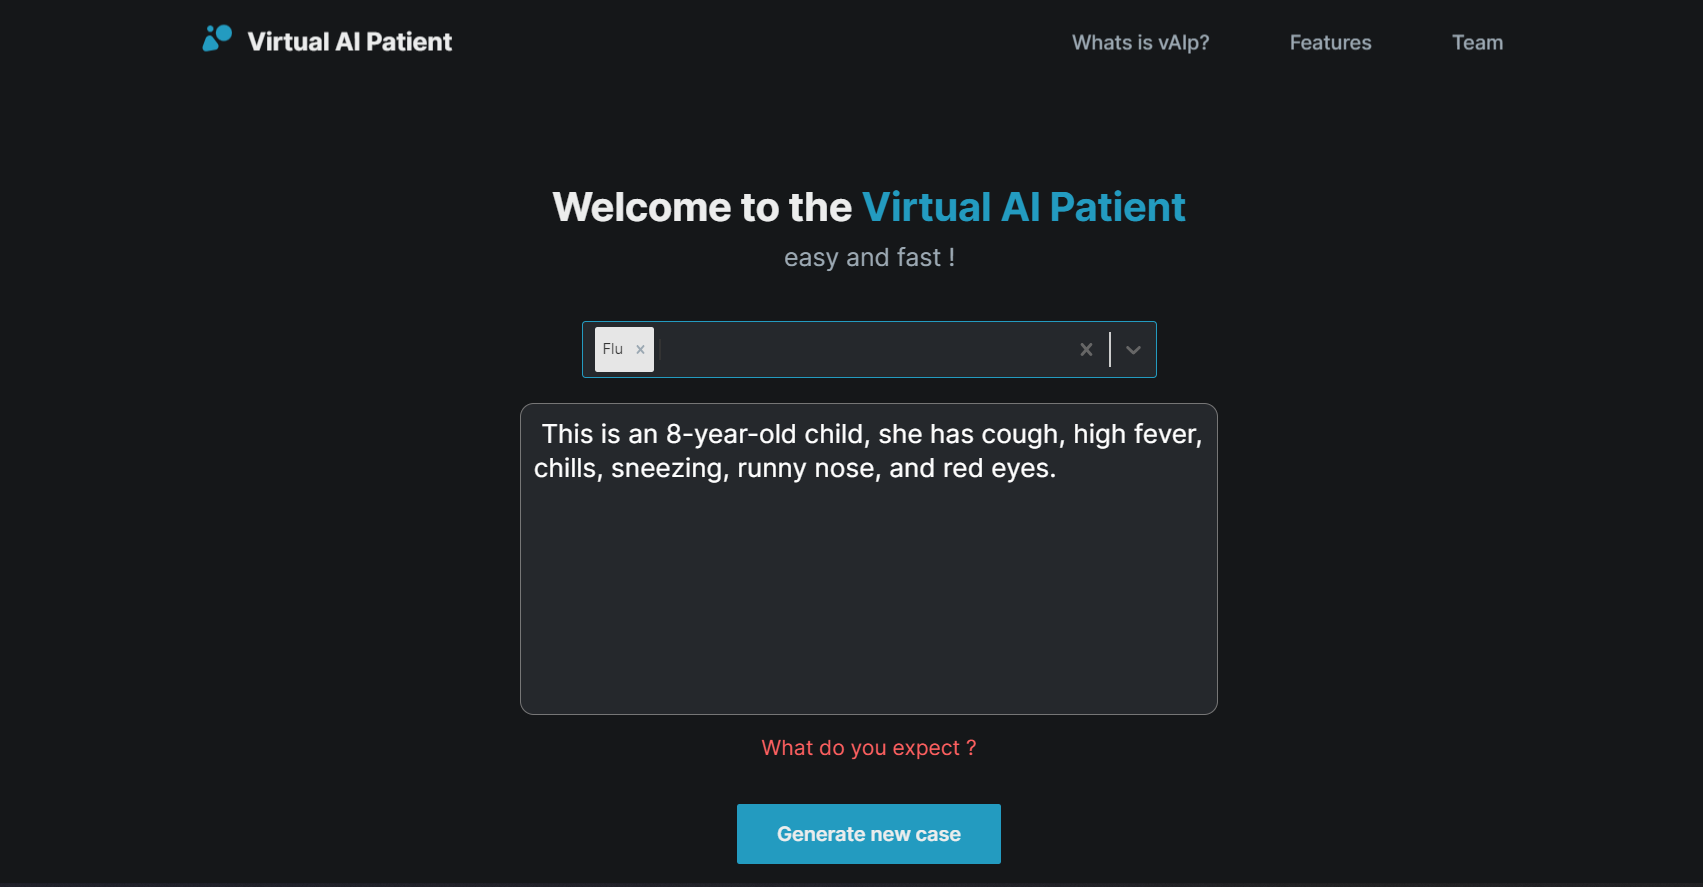 Virtual AI Patient
Whats is vAIp?
Features
Team
Welcome to the Virtual AI Patient
easy and fast !
Flu
This is an 8-year-old child, she has cough, high fever,
chills, sneezing, runny nose, and red eyes.
What do you expect ?
Generate new case